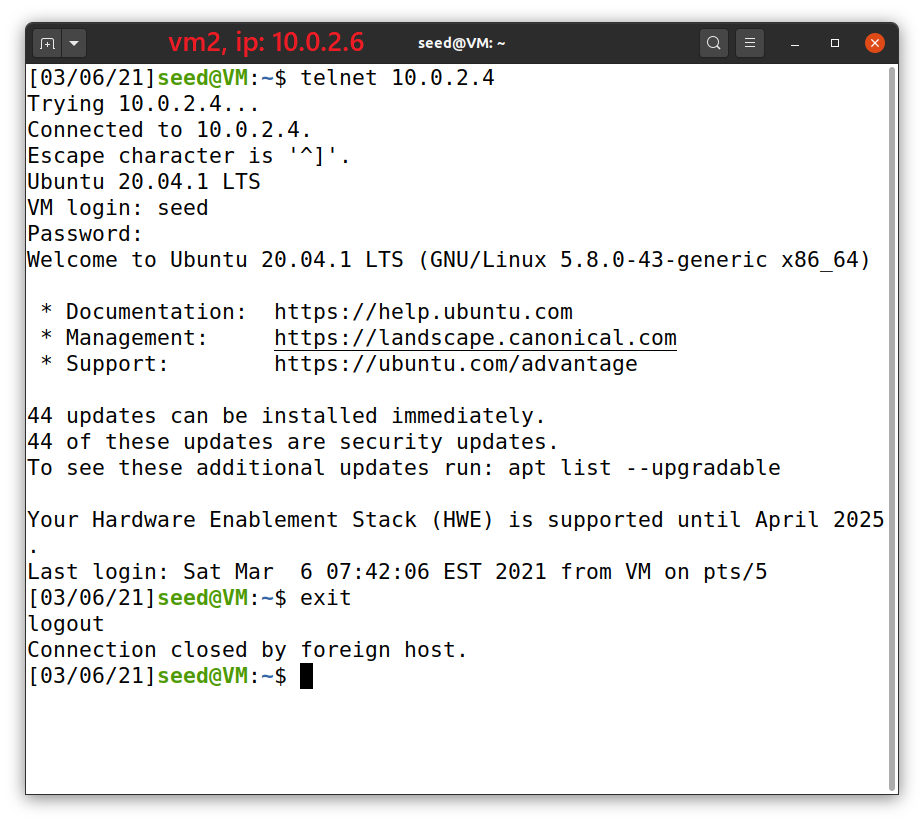 vm2, ip: 10.0.2.6
seed@VM: ~
[03/06/21]seed@VM:~$ telnet 10.0.2.4
Trying 10.0.2.4...
Connected to 10.0.2.4.
Escape character is '^]'.
Ubuntu 20.04.1 LTS
VM login: seed
Password:
Welcome to Ubuntu 20.04.1 LTS (GNU/Linux 5.8.0-43-generic x86_64)

 * Documentation:  https://help.ubuntu.com
 * Management:     https://landscape.canonical.com
 * Support:        https://ubuntu.com/advantage

44 updates can be installed immediately.
44 of these updates are security updates.
To see these additional updates run: apt list --upgradable

Your Hardware Enablement Stack (HWE) is supported until April 2025
.
Last login: Sat Mar  6 07:42:06 EST 2021 from VM on pts/5
[03/06/21]seed@VM:~$ exit
logout
Connection closed by foreign host.
[03/06/21]seed@VM:~$